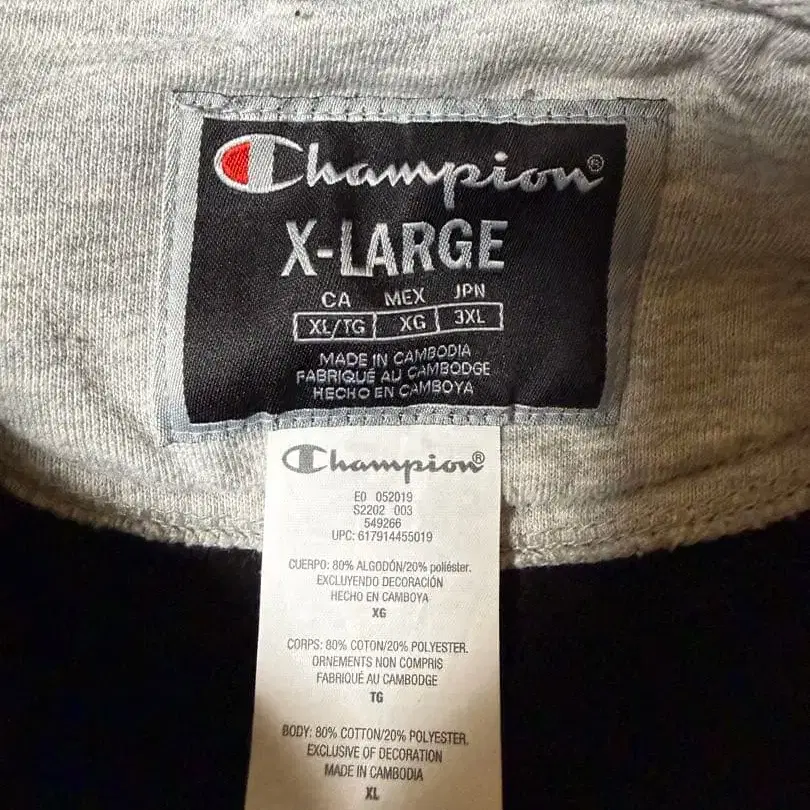 Champion®
X-LARGE
CA MEX JPN
XL/TG XG 3XL
MADE IN CAMBODIA
FABRIQUÉ AU CAMBODGE
HECHO EN CAMBOYA
Champion®
E0 052019
S2202 003
549266
UPC: 617914455019
CUERPO: 80% ALGODÓN/20% poliéster.
EXCLUYENDO DECORACIÓN
HECHO EN CAMBOYA
XG
CORPS: 80% COTON/20% POLYESTER.
ORNEMENTS NON COMPRIS
FABRIQUÉ AU CAMBODGE
TG
BODY: 80% COTTON/20% POLYESTER.
EXCLUSIVE OF DECORATION
MADE IN CAMBODIA
XL